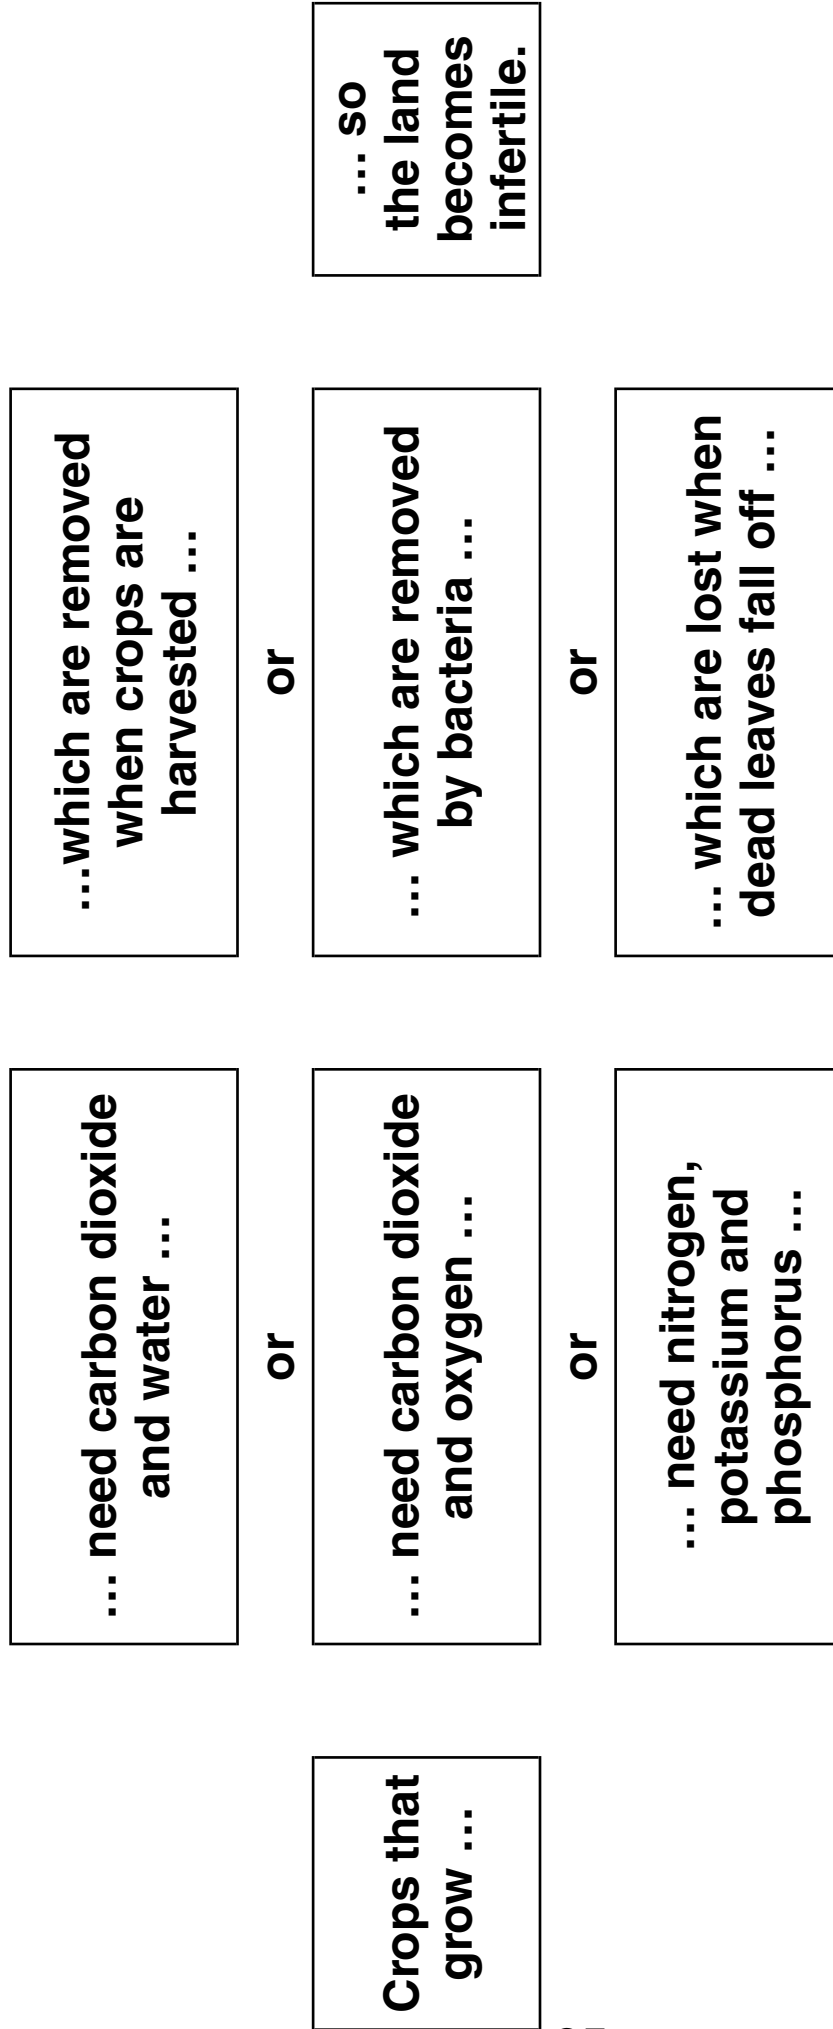 Crops that
grow …
… need carbon dioxide
and water …
or
… need carbon dioxide
and oxygen …
or
… need nitrogen,
potassium and
phosphorus …
…which are removed
when crops are
harvested …
or
… which are removed
by bacteria …
or
… which are lost when
dead leaves fall off …
… so
the land
becomes
infertile.